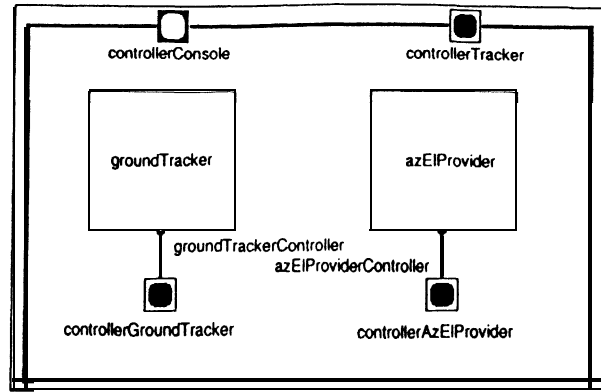 controllerConsole
controllerTracker
groundTracker
azElProvider
groundTrackerController
azElProviderController
controllerGroundTracker
controllerAzElProvider